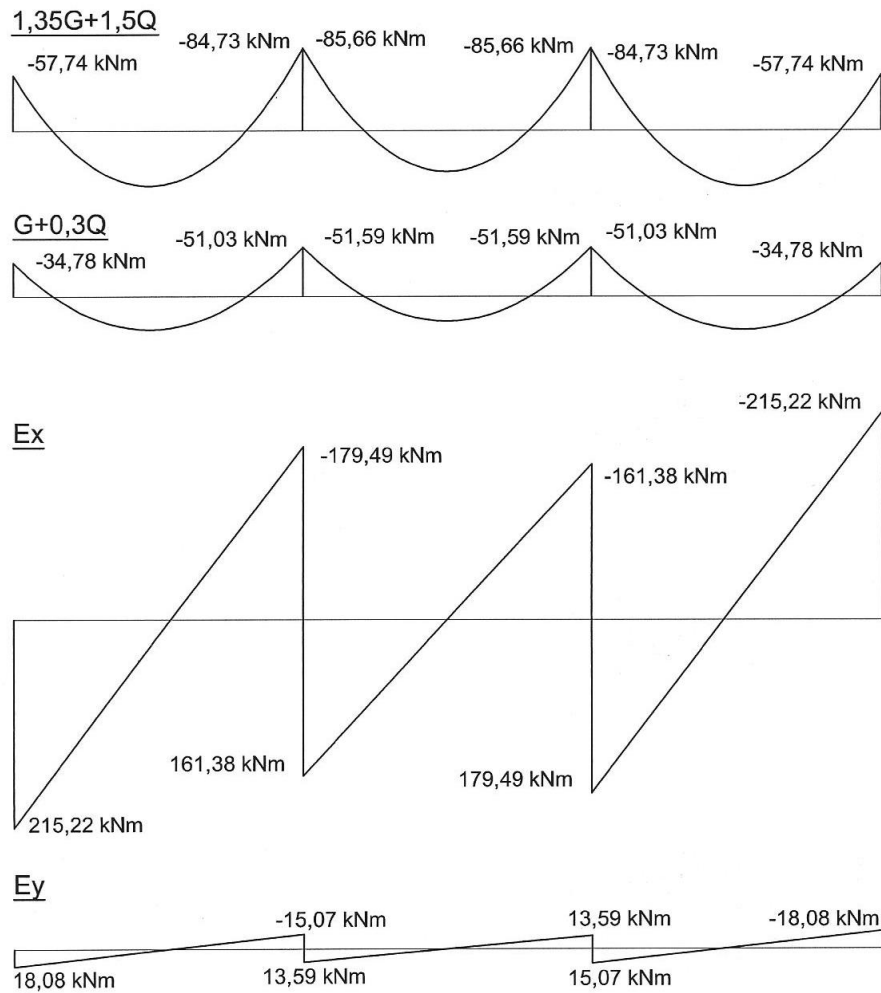 1,35G+1,5Q
-57,74 kNm
-84,73 kNm
-85,66 kNm
-85,66 kNm
-84,73 kNm
-57,74 kNm
G+0,3Q
-34,78 kNm
-51,03 kNm
-51,59 kNm
-51,59 kNm
-51,03 kNm
-34,78 kNm
Ex
-215,22 kNm
-179,49 kNm
-161,38 kNm
161,38 kNm
179,49 kNm
215,22 kNm
Ey
-15,07 kNm
13,59 kNm
-18,08 kNm
18,08 kNm
13,59 kNm
15,07 kNm